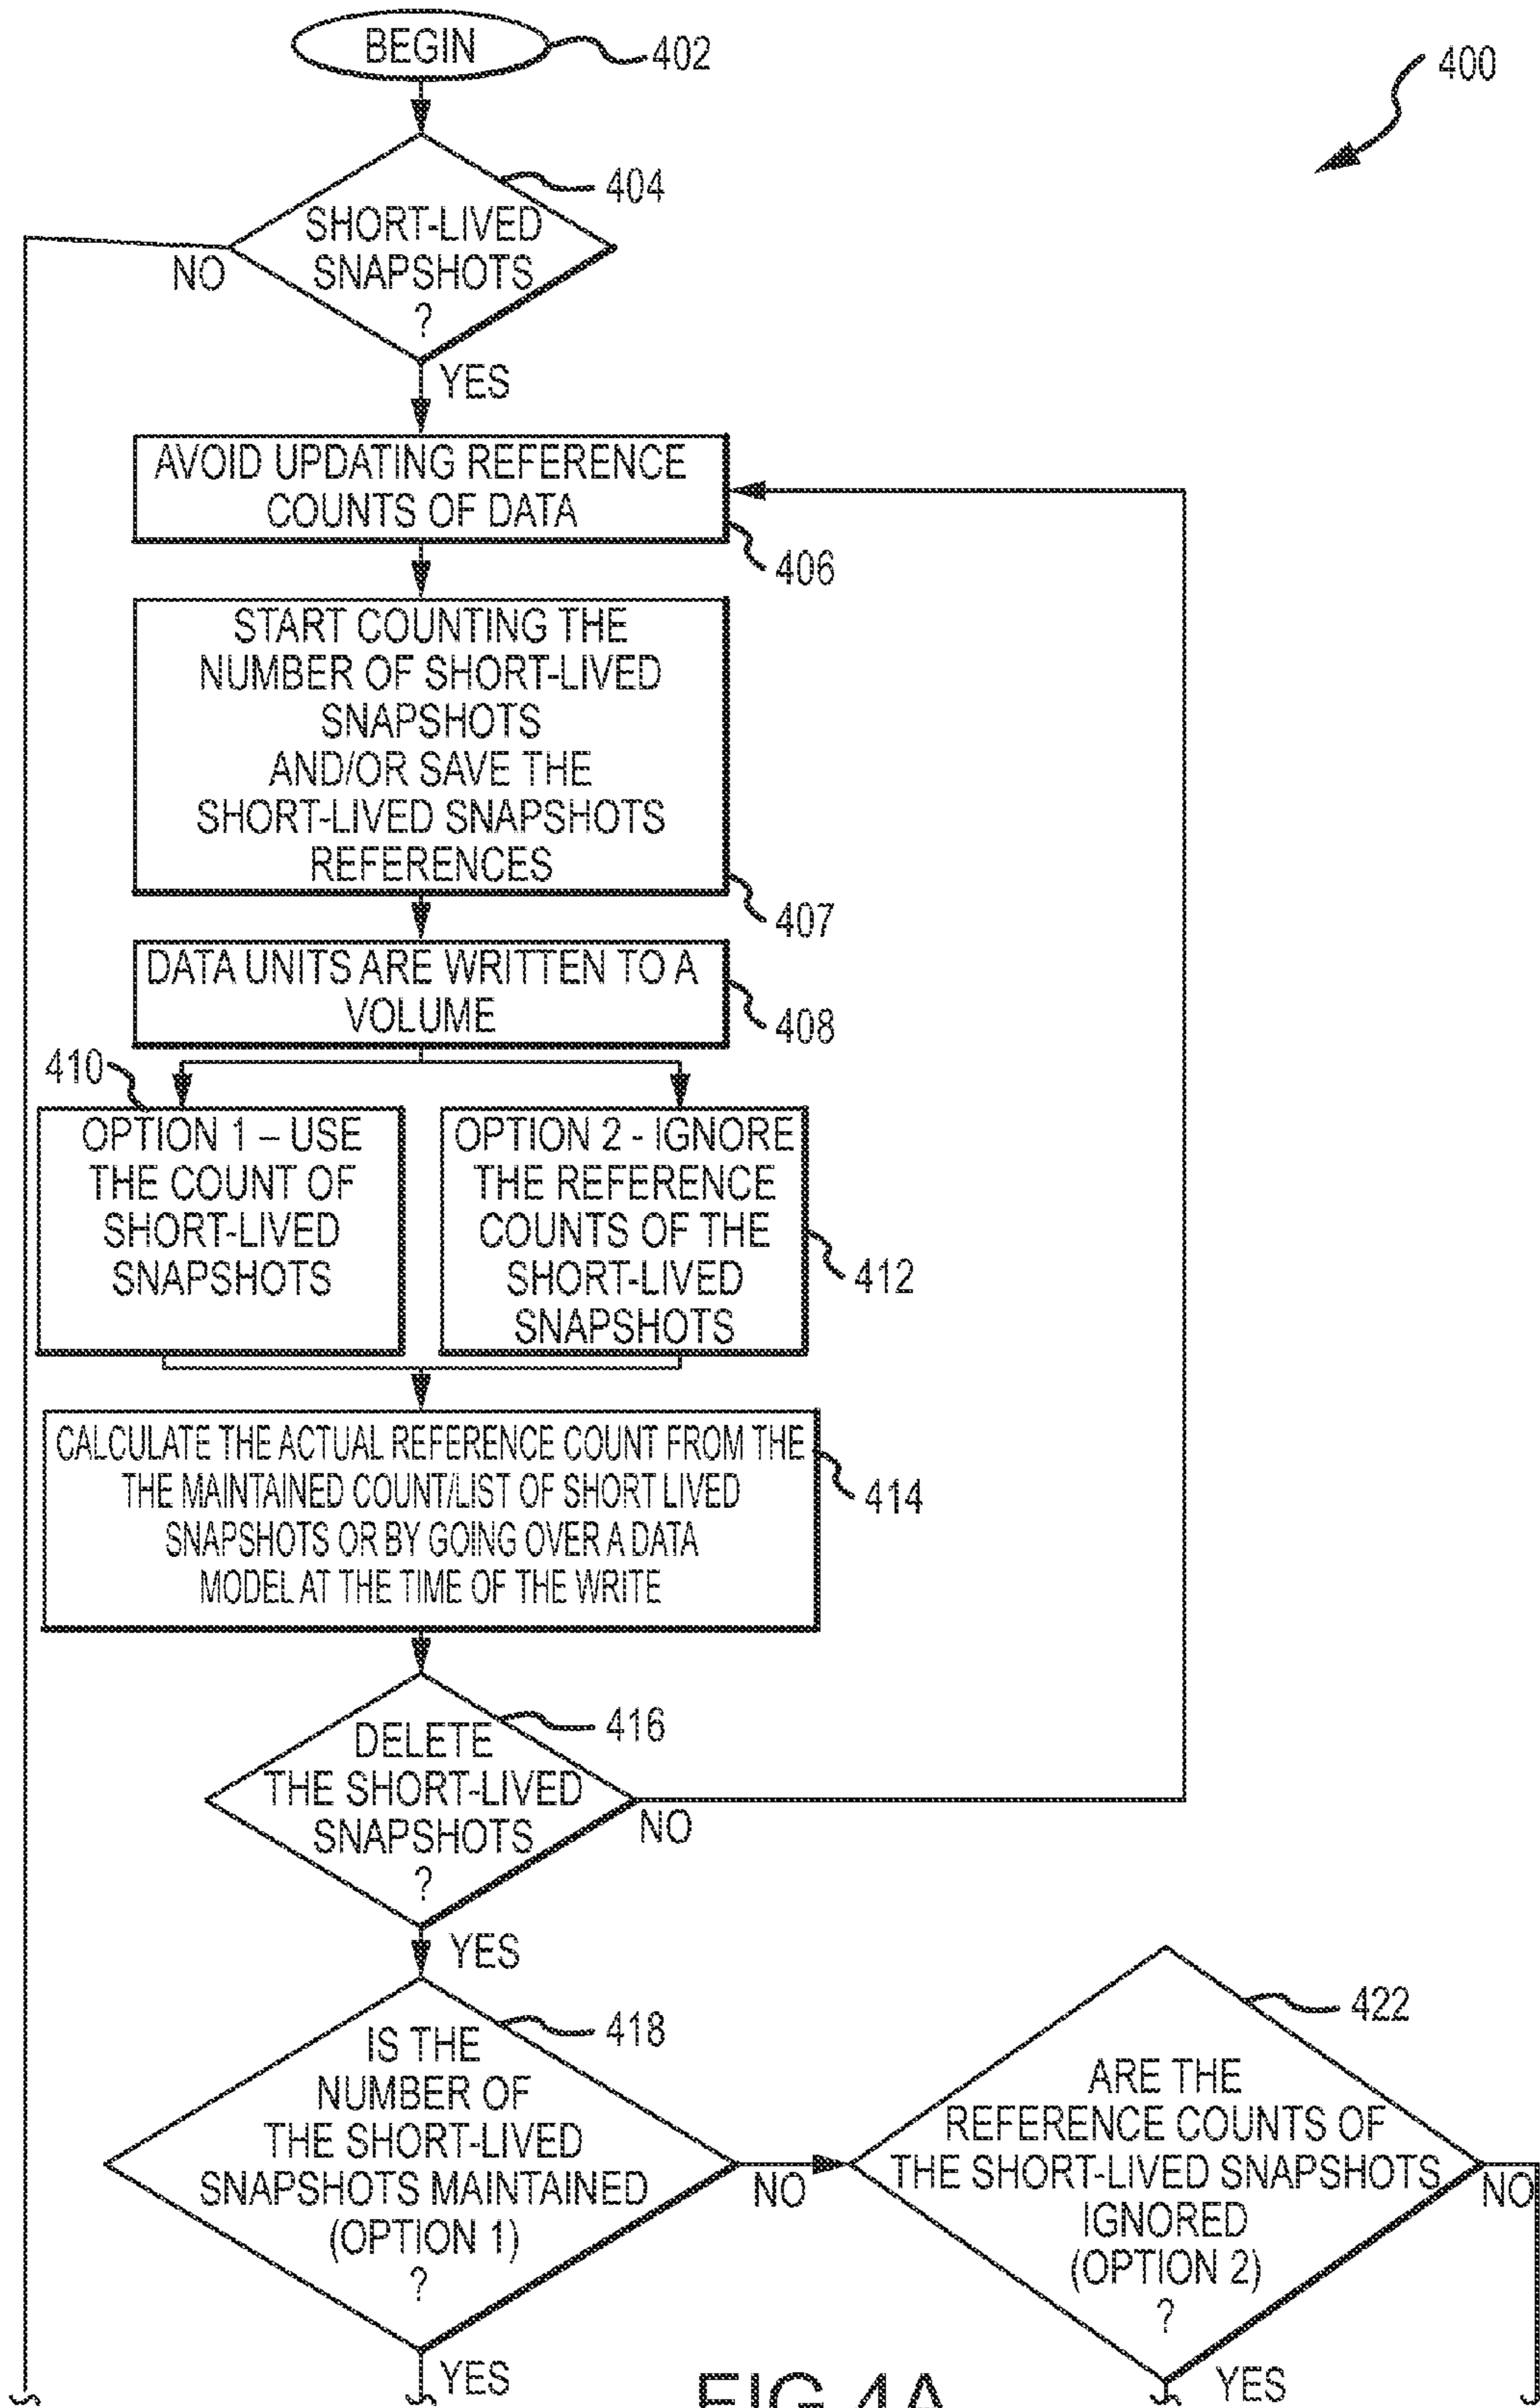 BEGIN
402
400
404
SHORT-LIVED
SNAPSHOTS
?
NO
YES
AVOID UPDATING REFERENCE
COUNTS OF DATA
406
START COUNTING THE
NUMBER OF SHORT-LIVED
SNAPSHOTS
AND/OR SAVE THE
SHORT-LIVED SNAPSHOTS
REFERENCES
407
DATA UNITS ARE WRITTEN TO A
VOLUME
408
410
OPTION 1 – USE
THE COUNT OF
SHORT-LIVED
SNAPSHOTS
OPTION 2 - IGNORE
THE REFERENCE
COUNTS OF THE
SHORT-LIVED
SNAPSHOTS
412
CALCULATE THE ACTUAL REFERENCE COUNT FROM THE
THE MAINTAINED COUNT/LIST OF SHORT LIVED
SNAPSHOTS OR BY GOING OVER A DATA
MODEL AT THE TIME OF THE WRITE
414
416
DELETE
THE SHORT-LIVED
SNAPSHOTS
?
NO
YES
418
IS THE
NUMBER OF
THE SHORT-LIVED
SNAPSHOTS MAINTAINED
(OPTION 1)
?
NO
YES
422
ARE THE
REFERENCE COUNTS OF
THE SHORT-LIVED SNAPSHOTS
IGNORED
(OPTION 2)
?
NO
YES
FIG.4A